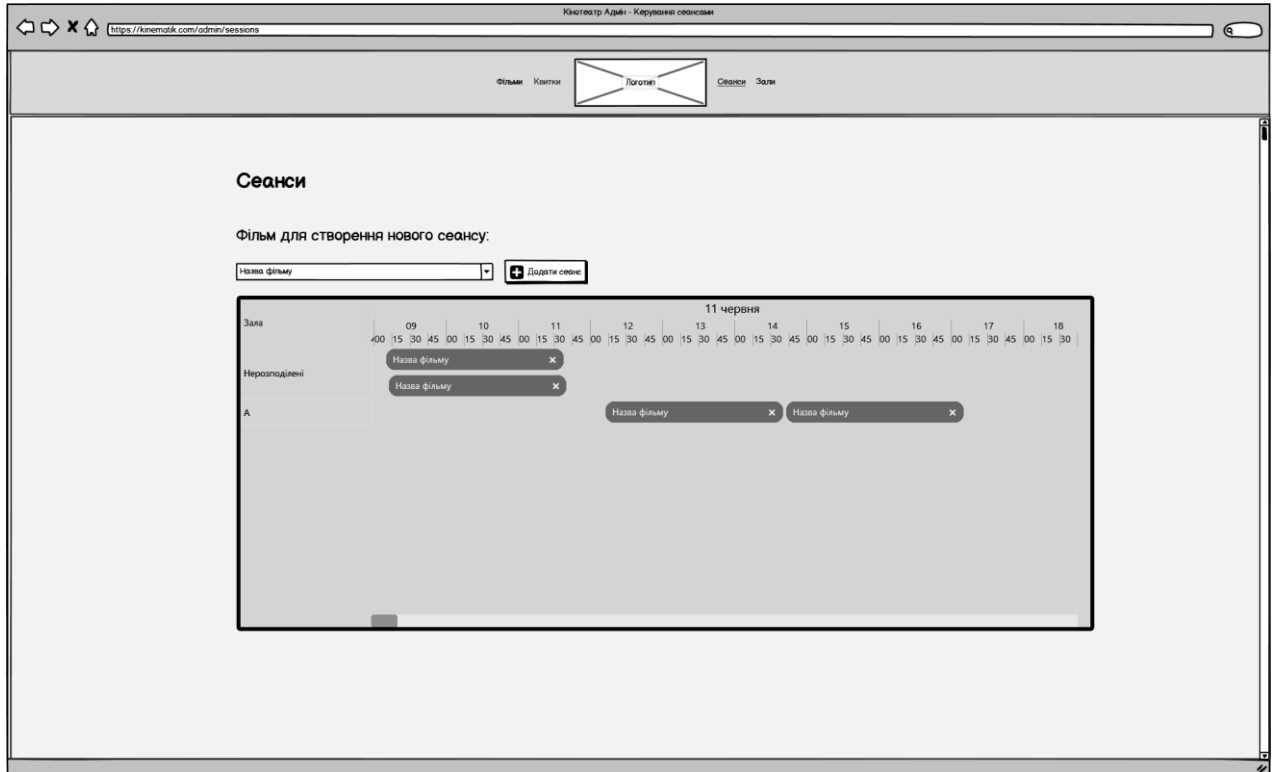 Кінотеатр Адмін - Керування сеансами
https://kinematik.com/admin/sessions
Фільми Квитки Логотип Сеанси Зали
Сеанси
Фільм для створення нового сеансу:
Назва фільму Додати сеанс
11 червня
Зала
09 10 11 12 13 14 15 16 17 18
00 15 30 45 00 15 30 45 00 15 30 45 00 15 30 45 00 15 30 45 00 15 30 45 00 15 30 45 00 15 30 45 00 15 30 45 00 15 30
Назва фільму
Нерозподілені
Назва фільму
A Назва фільму Назва фільму